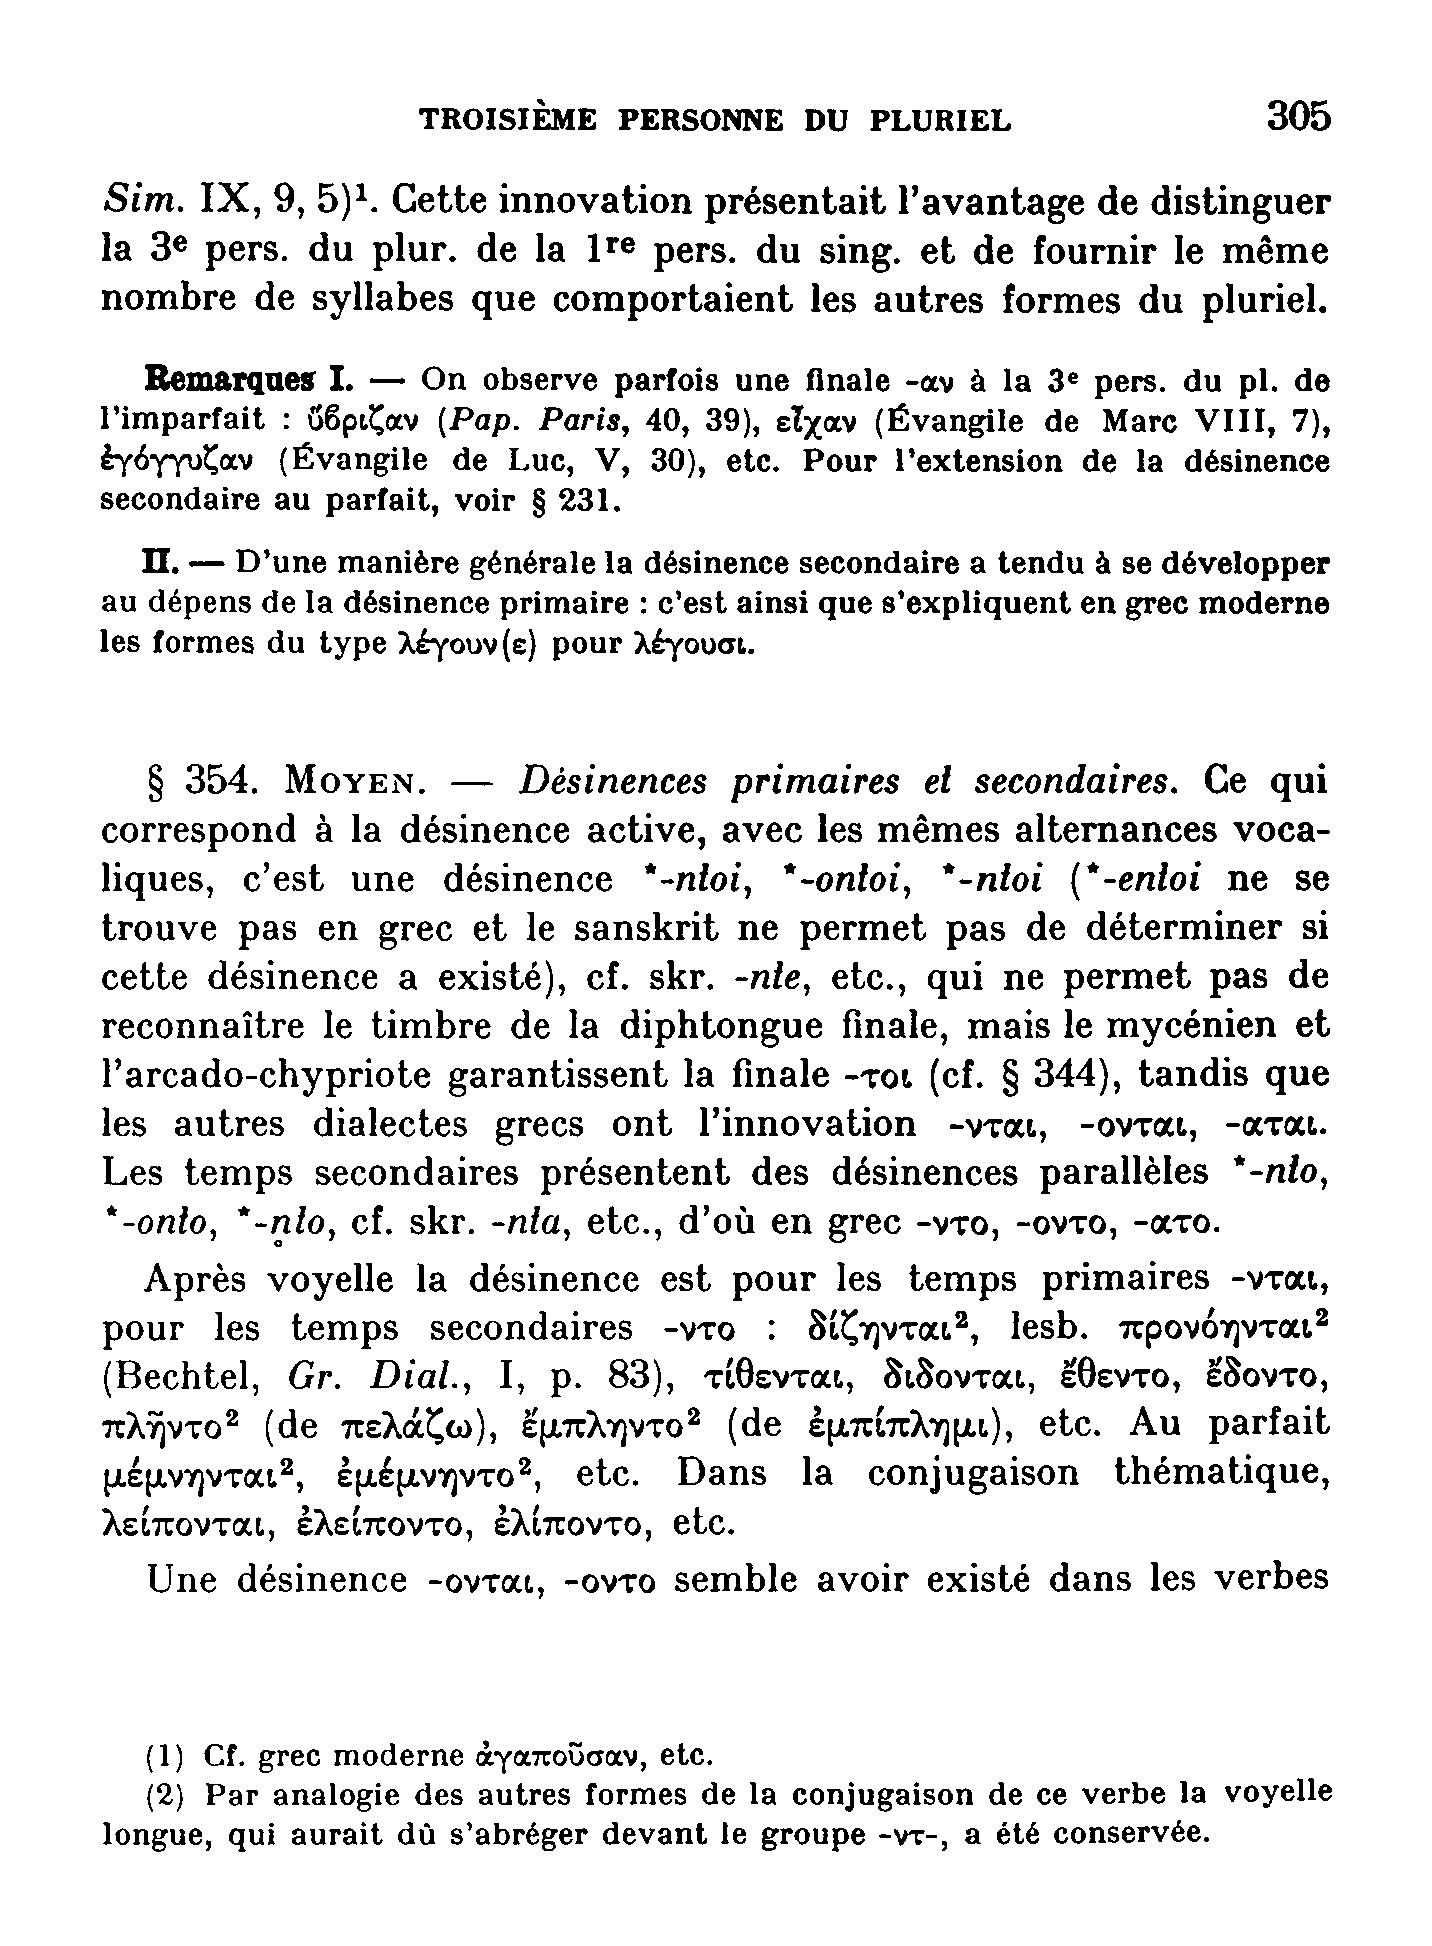 TROISIÈME PERSONNE DU PLURIEL 305
Sim. IX, 9, 5)¹. Cette innovation présentait l'avantage de distinguer
la 3ᵉ pers. du plur. de la 1ʳᵉ pers. du sing. et de fournir le même
nombre de syllabes que comportaient les autres formes du pluriel.
Remarques I. — On observe parfois une finale -αν à la 3ᵉ pers. du pl. de
l'imparfait : ὕβριζαν (Pap. Paris, 40, 39), εἶχαν (Évangile de Marc VIII, 7),
ἐγόγγυζαν (Évangile de Luc, V, 30), etc. Pour l'extension de la désinence
secondaire au parfait, voir § 231.
II. — D'une manière générale la désinence secondaire a tendu à se développer
au dépens de la désinence primaire : c'est ainsi que s'expliquent en grec moderne
les formes du type λέγουν(ε) pour λέγουσι.
§ 354. MOYEN. — Désinences primaires et secondaires. Ce qui
correspond à la désinence active, avec les mêmes alternances voca-
liques, c'est une désinence *-ntoi, *-ontoi, *-ntoi (*-entoi ne se
trouve pas en grec et le sanskrit ne permet pas de déterminer si
cette désinence a existé), cf. skr. -nte, etc., qui ne permet pas de
reconnaître le timbre de la diphtongue finale, mais le mycénien et
l'arcado-chypriote garantissent la finale -τοι (cf. § 344), tandis que
les autres dialectes grecs ont l'innovation -νται, -ονται, -αται.
Les temps secondaires présentent des désinences parallèles *-nto,
*-onto, *-n̥to, cf. skr. -nta, etc., d'où en grec -ντο, -οντο, -ατο.
Après voyelle la désinence est pour les temps primaires -νται,
pour les temps secondaires -ντο : δίζηνται², lesb. προνόηνται²
(Bechtel, Gr. Dial., I, p. 83), τίθενται, διδονται, ἔθεντο, ἔδοντο,
πλῆντο² (de πελάζω), ἔμπληντο² (de ἐμπίπλημι), etc. Au parfait
μέμνηνται², ἐμέμνηντο², etc. Dans la conjugaison thématique,
λείπονται, ἐλείποντο, ἐλίποντο, etc.
Une désinence -ονται, -οντο semble avoir existé dans les verbes
(1) Cf. grec moderne ἀγαποῦσαν, etc.
(2) Par analogie des autres formes de la conjugaison de ce verbe la voyelle
longue, qui aurait dû s'abréger devant le groupe -ντ-, a été conservée.